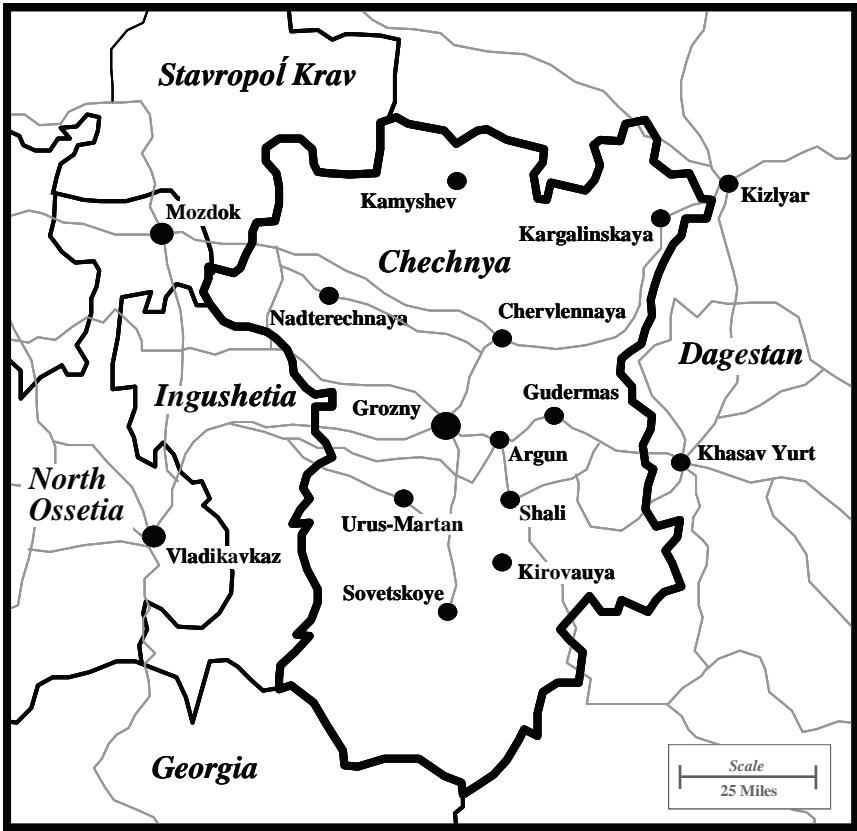 Stavropoĺ Krav
Kamyshev
Kizlyar
Mozdok
Kargalinskaya
Chechnya
Nadterechnaya
Chervlennaya
Dagestan
Ingushetia
Gudermas
Grozny
Argun
Khasav Yurt
North
Ossetia
Urus-Martan
Shali
Vladikavkaz
Kirovauya
Sovetskoye
Georgia
Scale
25 Miles